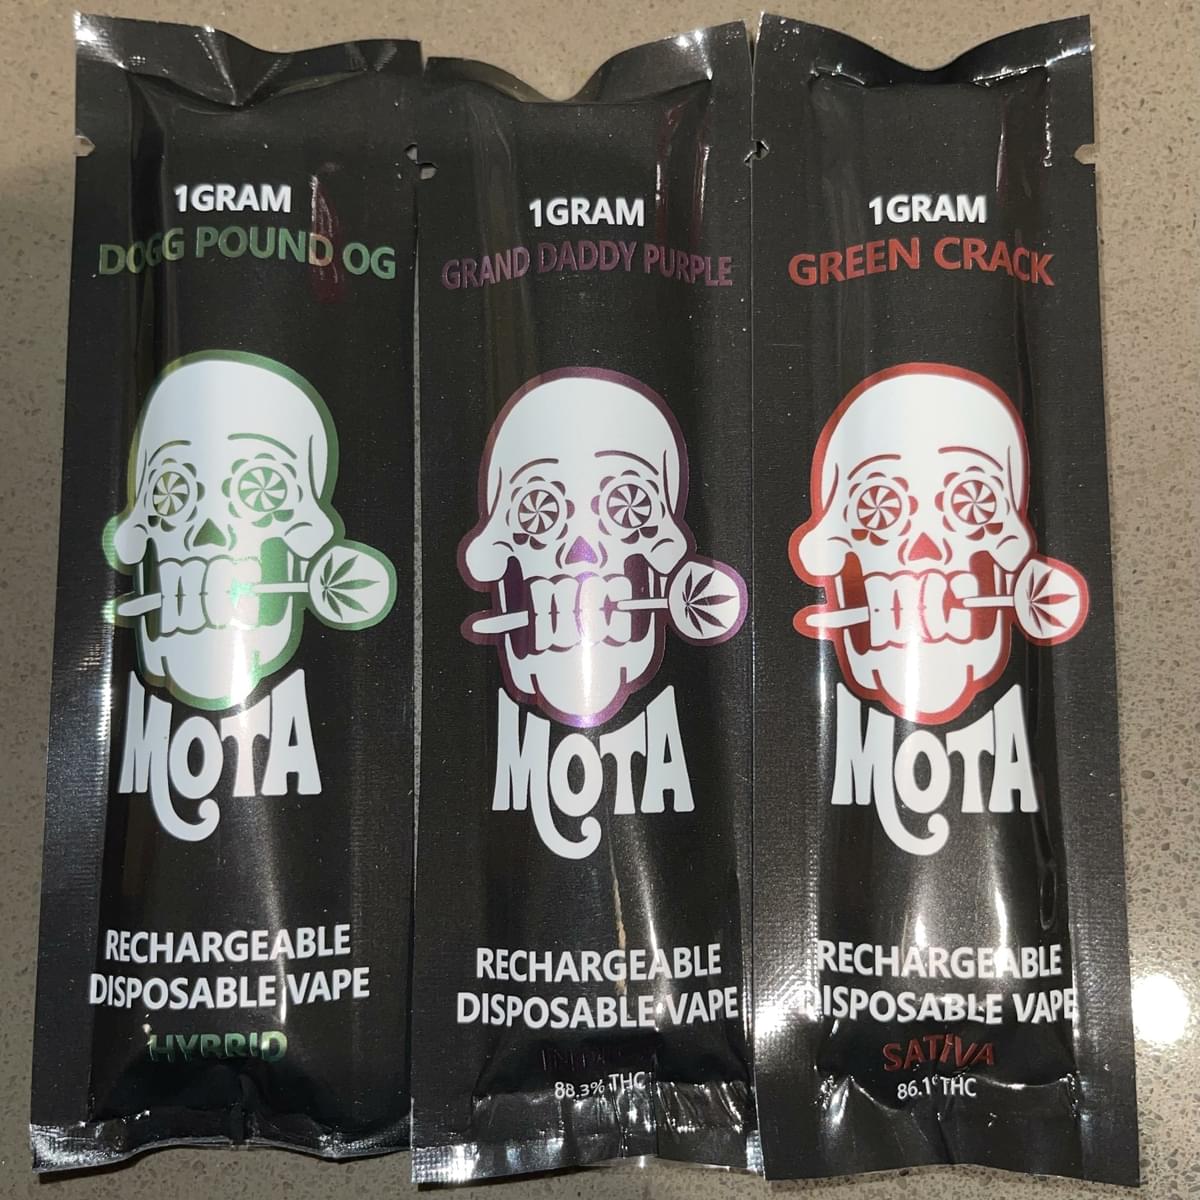 1GRAM
DOGG POUND OG
MOTA
RECHARGEABLE
DISPOSABLE VAPE
HYBRID
1GRAM
GRAND DADDY PURPLE
MOTA
RECHARGEABLE
DISPOSABLE VAPE
INDICA
88.3% THC
1GRAM
GREEN CRACK
MOTA
RECHARGEABLE
DISPOSABLE VAPE
SATIVA
THC